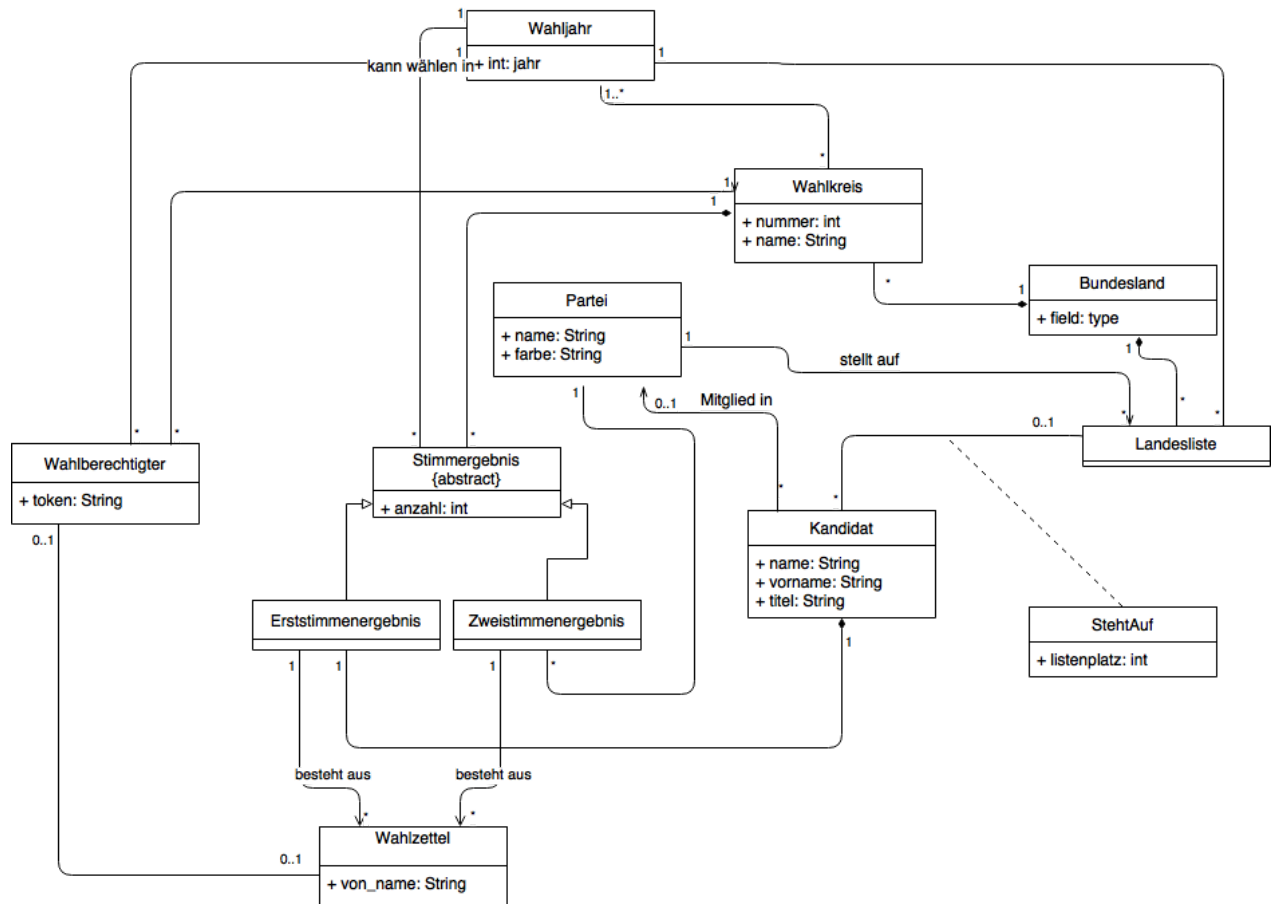 1
Wahljahr
1
kann wählen in
+ int: jahr
1
1..*
*
Wahlkreis
+ nummer: int
+ name: String
1
1
*
1
Bundesland
+ field: type
1
Partei
+ name: String
+ farbe: String
1
stellt auf
*
*
*
1
0..1
Mitglied in
0..1
Landesliste
*
*
Wahlberechtigter
+ token: String
0..1
*
*
Stimmergebnis
{abstract}
+ anzahl: int
*
*
Kandidat
+ name: String
+ vorname: String
+ titel: String
1
StehtAuf
+ listenplatz: int
Erststimmenergebnis
1
1
Zweistimmenergebnis
1
*
besteht aus
besteht aus
*
*
Wahlzettel
+ von_name: String
0..1